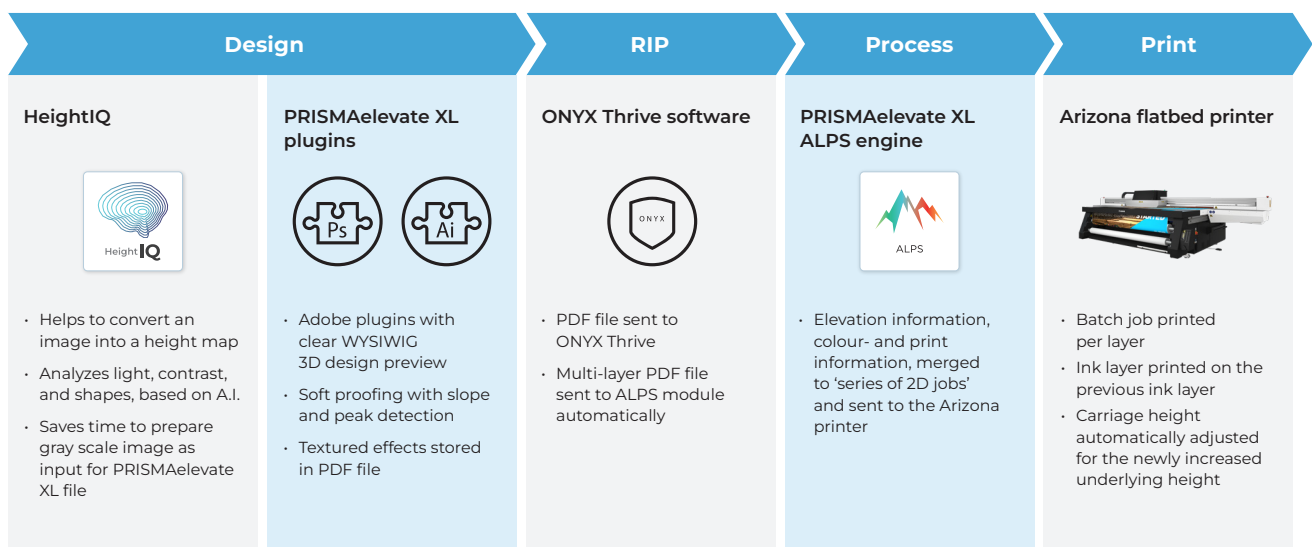 Design
RIP
Process
Print
HeightIQ
Height IQ
• Helps to convert an
image into a height map
• Analyzes light, contrast,
and shapes, based on A.I.
• Saves time to prepare
gray scale image as
input for PRISMAelevate
XL file
PRISMAelevate XL
plugins
Ps
Ai
• Adobe plugins with
clear WYSIWIG
3D design preview
• Soft proofing with slope
and peak detection
• Textured effects stored
in PDF file
ONYX Thrive software
ONYX
• PDF file sent to
ONYX Thrive
• Multi-layer PDF file
sent to ALPS module
automatically
PRISMAelevate XL
ALPS engine
ALPS
• Elevation information,
colour- and print
information, merged
to ‘series of 2D jobs’
and sent to the Arizona
printer
Arizona flatbed printer
• Batch job printed
per layer
• Ink layer printed on the
previous ink layer
• Carriage height
automatically adjusted
for the newly increased
underlying height